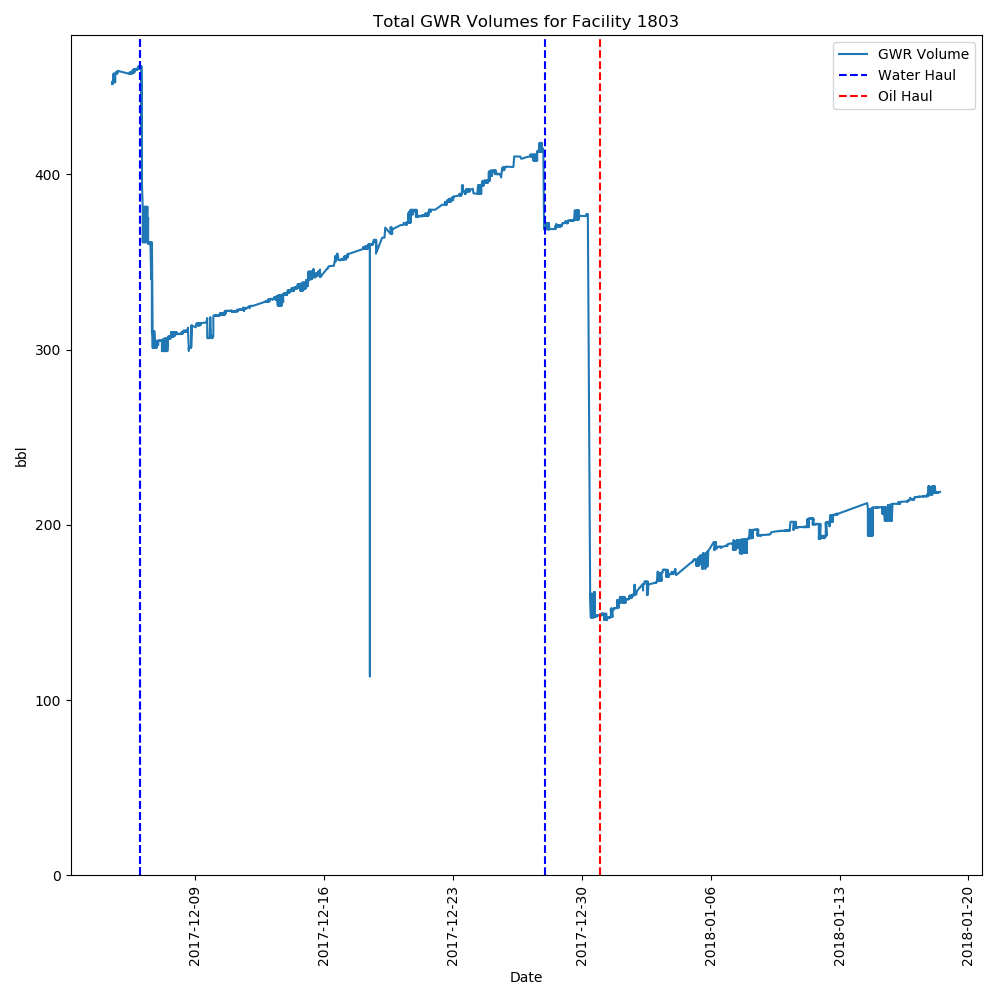 Total GWR Volumes for Facility 1803
GWR Volume
Water Haul
Oil Haul
400
300
200
100
0
bbl
2017-12-09
2017-12-16
2017-12-23
2017-12-30
2018-01-06
2018-01-13
2018-01-20
Date